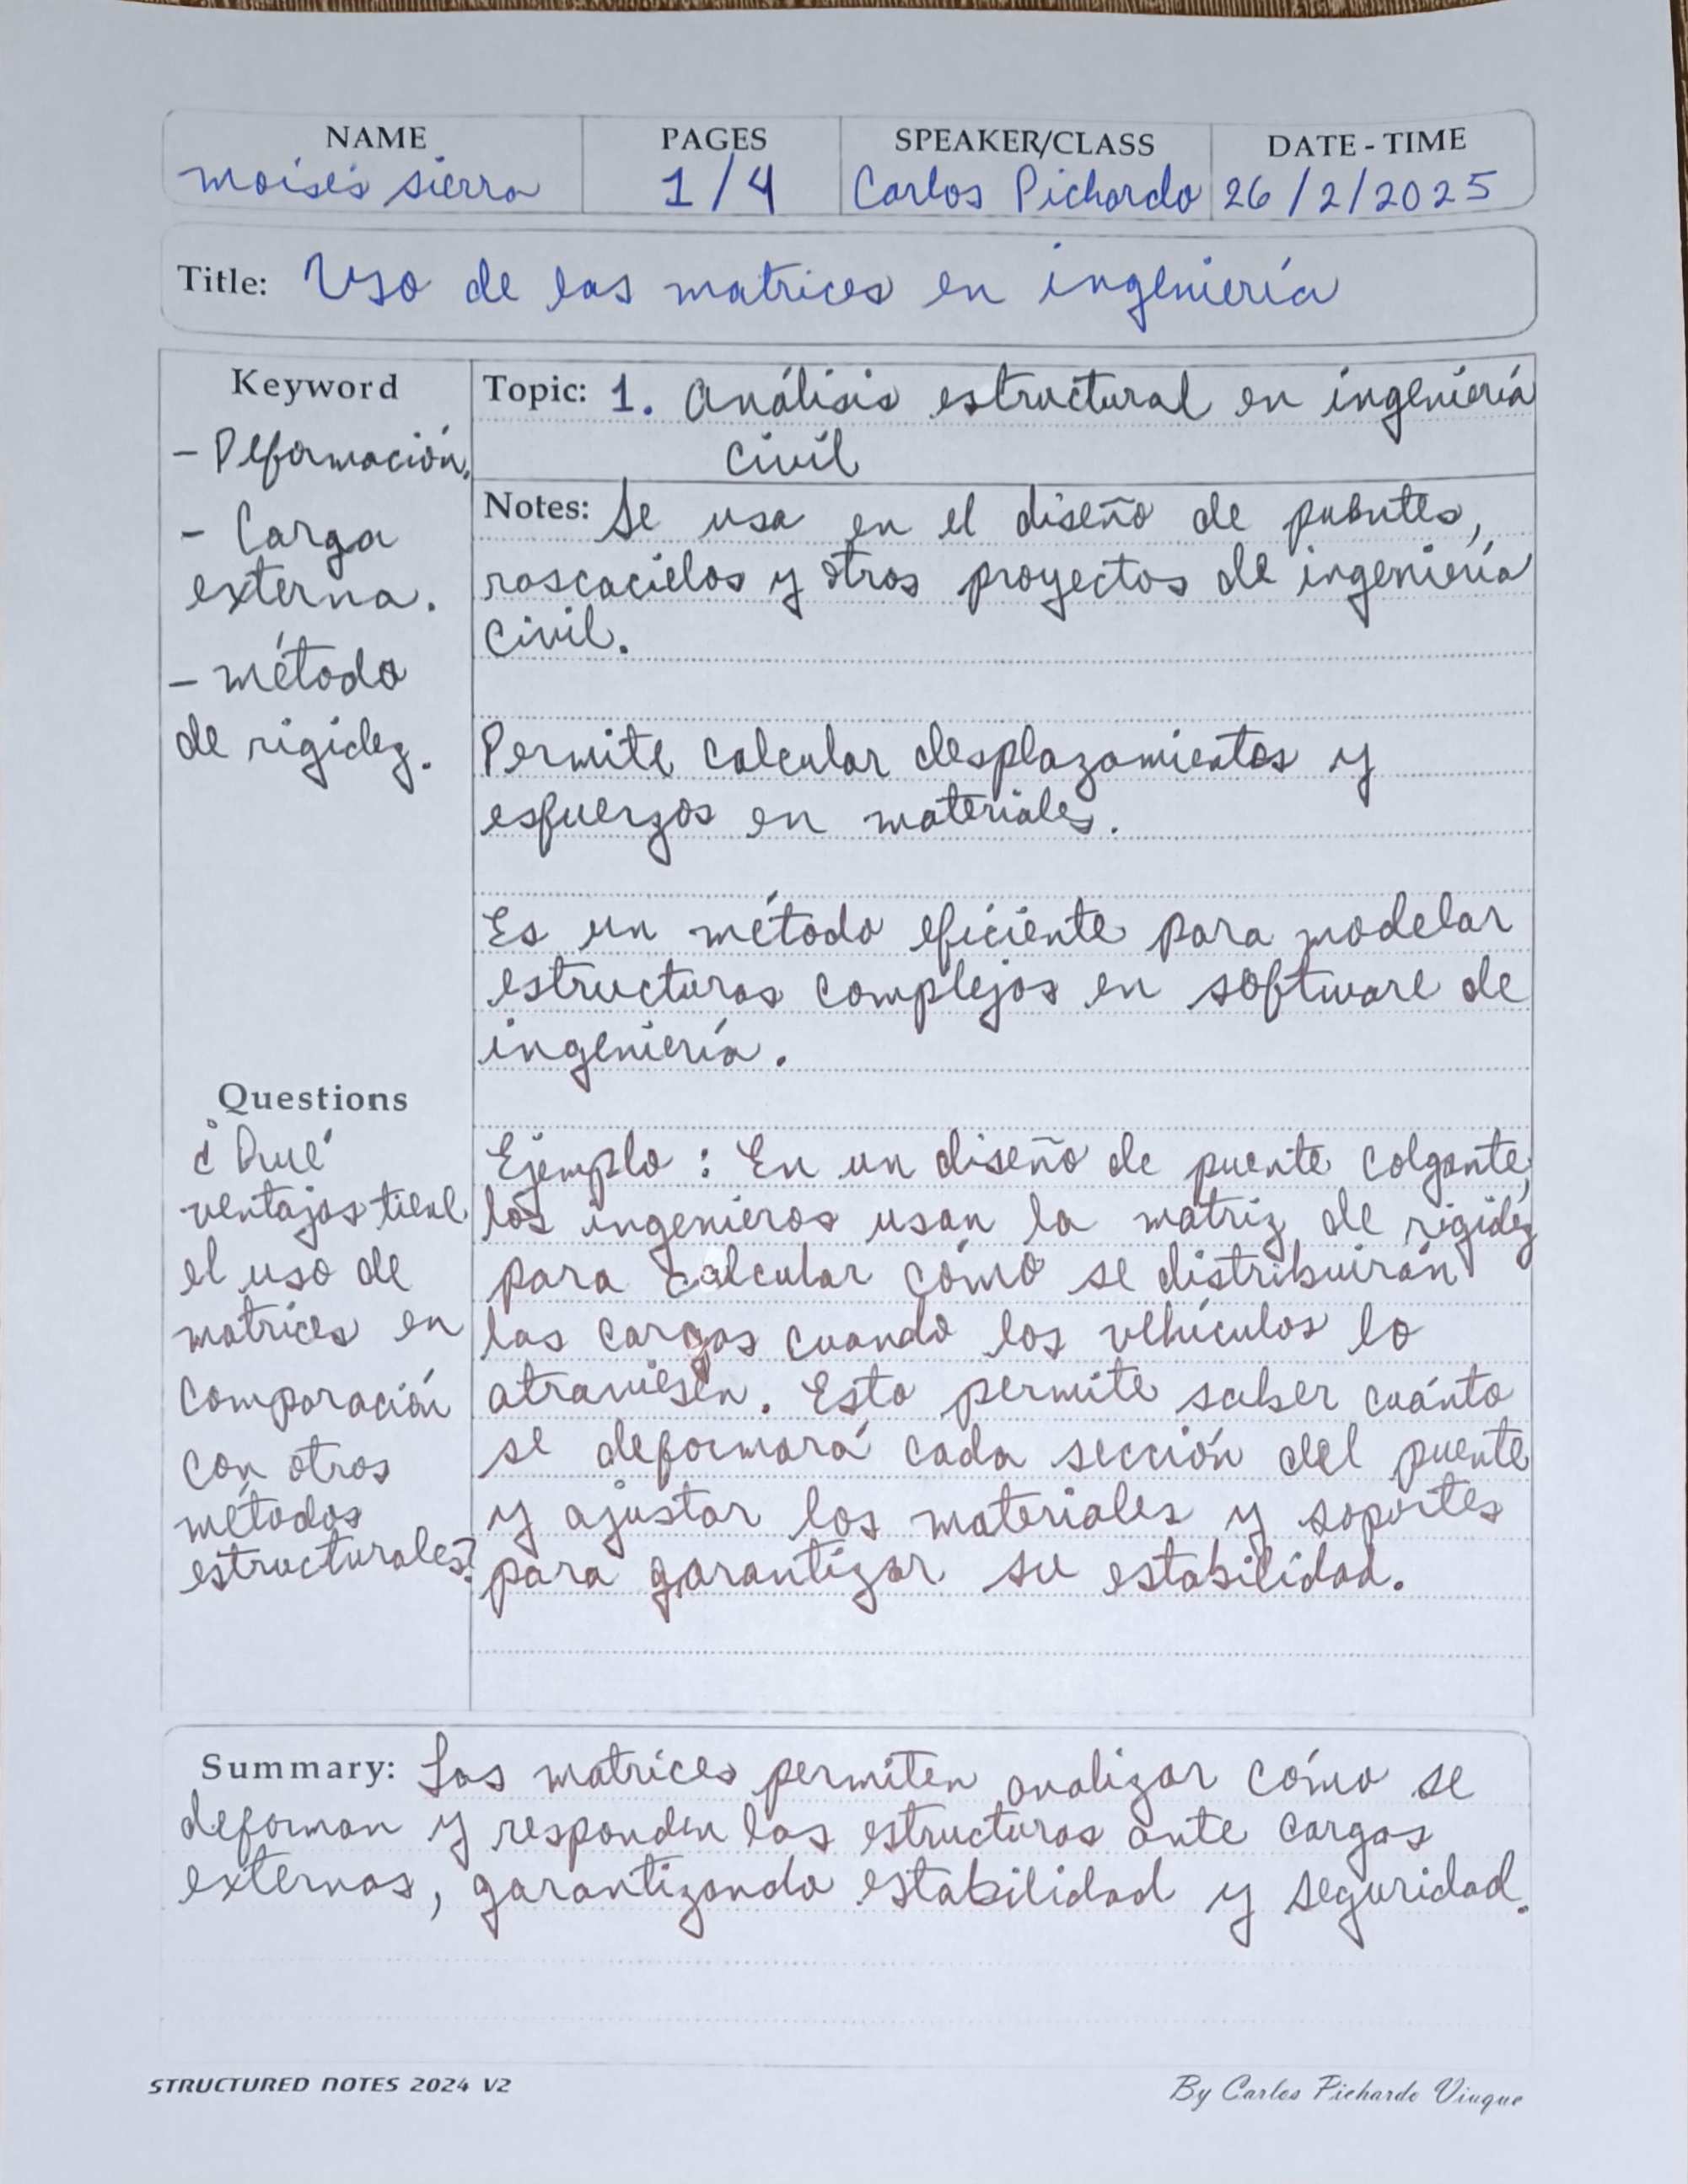 NAME
Moisés Sierra
PAGES
1/4
SPEAKER/CLASS
Carlos Pichardo
DATE - TIME
26/2/2025
Title: Uso de las matrices en ingeniería
Keyword
- Deformación.
- Carga
externa.
- método
de rigidez.
Questions
¿Qué
ventajas tiene
el uso de
matrices en
comparación
con otros
métodos
estructurales?
Topic: 1. Análisis estructural en ingeniería
civil
Notes: Se usa en el diseño de puentes,
rascacielos y otros proyectos de ingeniería
civil.
Permite calcular desplazamientos y
esfuerzos en materiales.
Es un método eficiente para modelar
estructuras complejas en software de
ingeniería.
Ejemplo: En un diseño de puente colgante,
los ingenieros usan la matriz de rigidez
para calcular cómo se distribuirán
las cargas cuando los vehículos lo
atraviesen. Esto permite saber cuánto
se deformará cada sección del puente
y ajustar los materiales y soportes
para garantizar su estabilidad.
Summary: Las matrices permiten analizar cómo se
deforman y responden las estructuras ante cargas
externas, garantizando estabilidad y seguridad.
STRUCTURED NOTES 2024 V2
By Carlos Pichardo Viuque